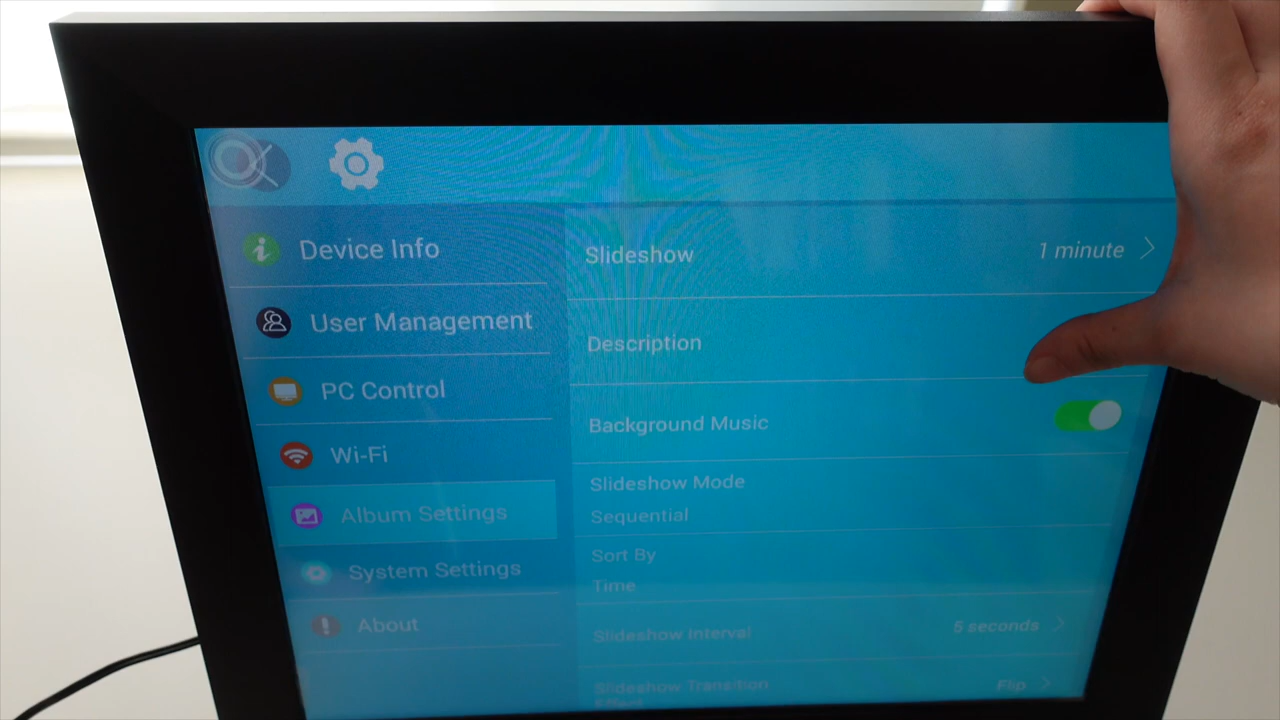 Device Info
User Management
PC Control
Wi-Fi
Album Settings
System Settings
About
Slideshow 1 minute
Description
Background Music
Slideshow Mode
Sequential
Sort By
Time
Slideshow Interval 5 seconds
Slideshow Transition Flip
Effect